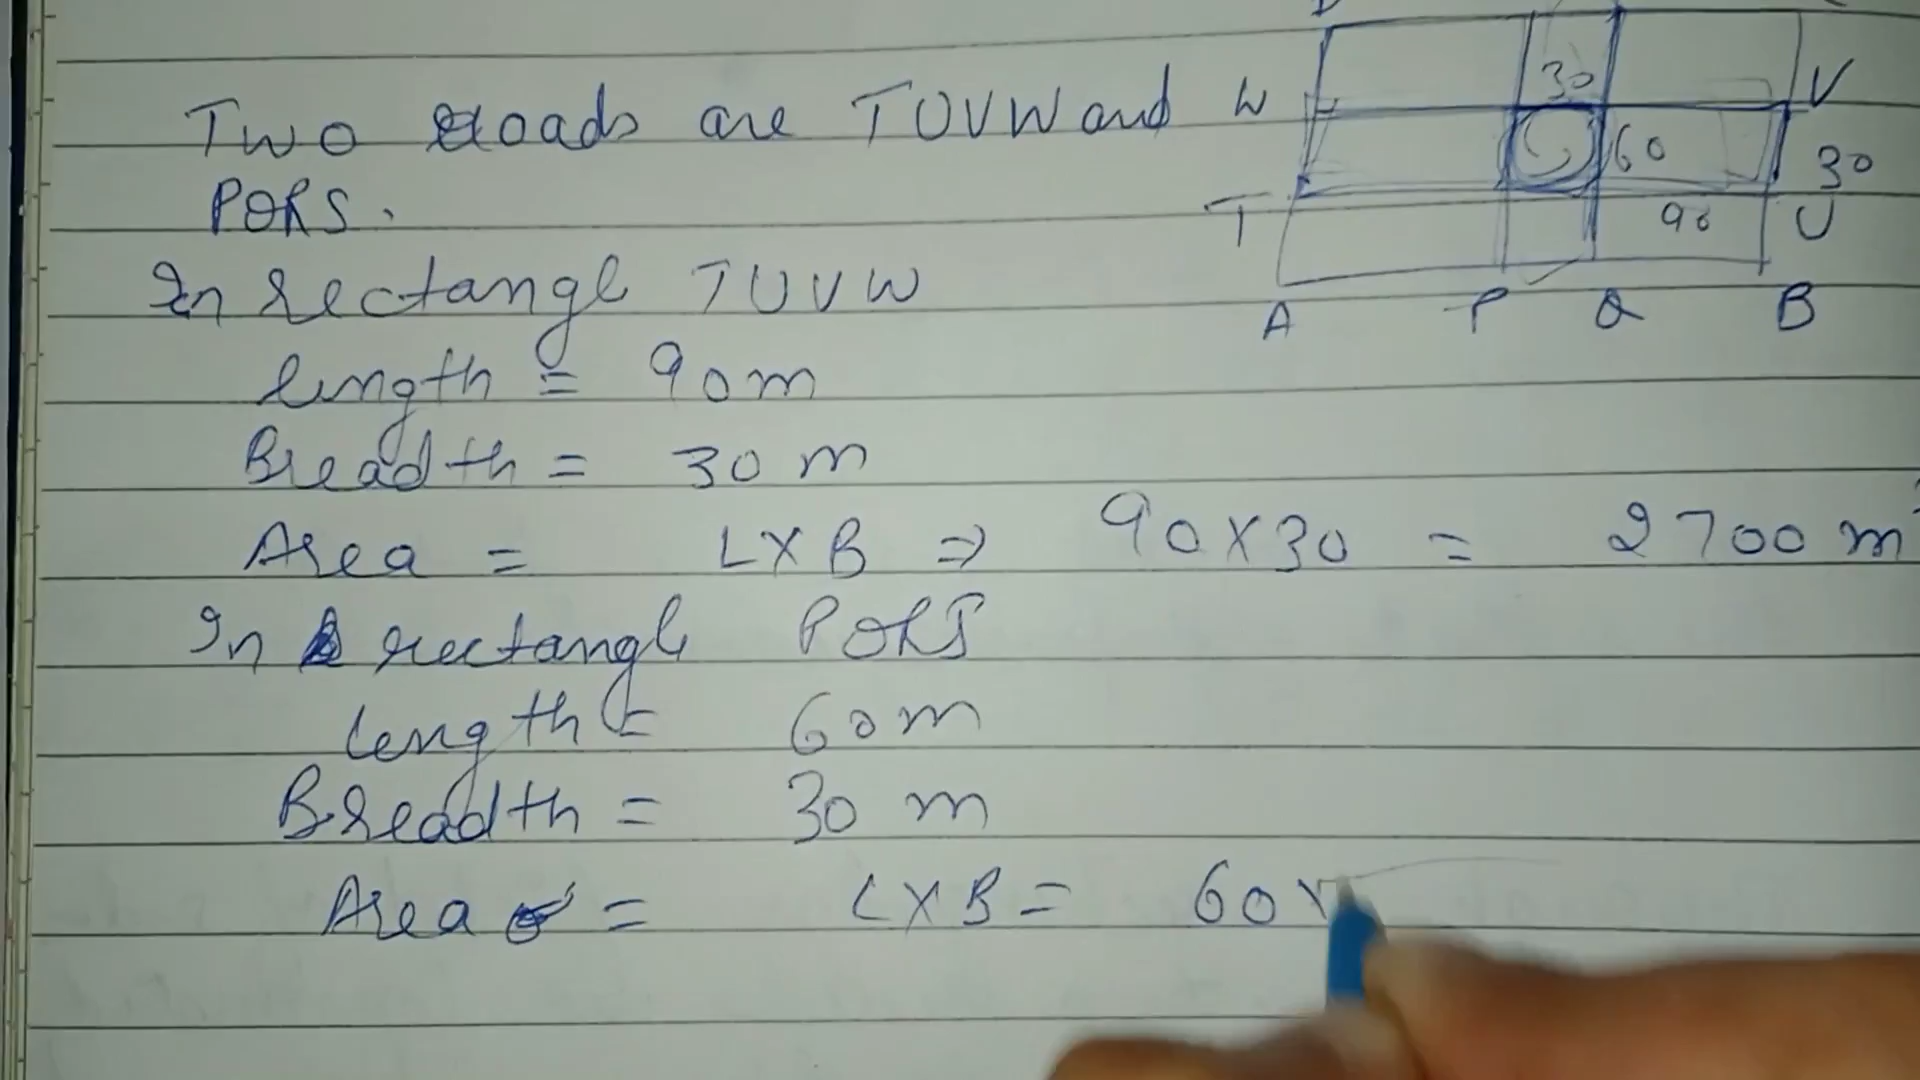 Two roads are TUVW and
PQRS.
In rectangle TUVW
length = 90m
Breadth = 30 m
Area = L×B ⇒ 90×30 = 2700 m²
In rectangle PQRS
length = 60m
Breadth = 30 m
Area = L×B = 60×
30
W V
60 30
T 90 U
A P Q B